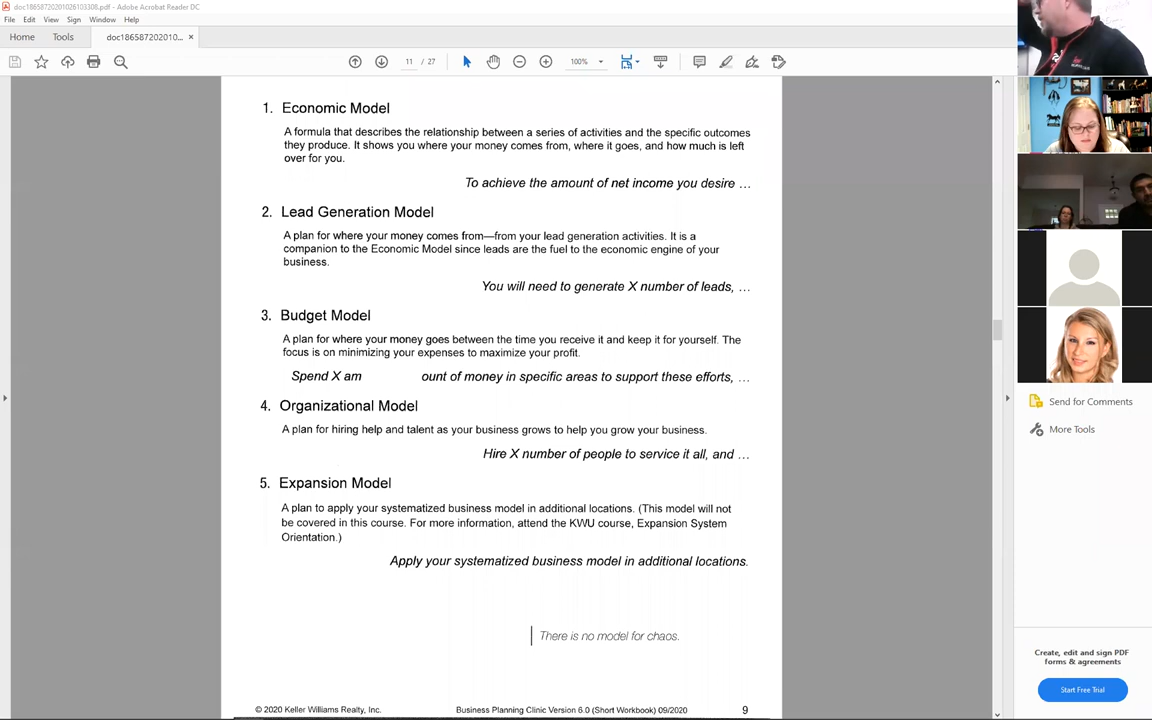 doc18658720201026103308.pdf - Adobe Acrobat Reader DC
File Edit View Sign Window Help
Home Tools doc186587202010... ×
11 / 27 100%
1. Economic Model
A formula that describes the relationship between a series of activities and the specific outcomes
they produce. It shows you where your money comes from, where it goes, and how much is left
over for you.
To achieve the amount of net income you desire ...
2. Lead Generation Model
A plan for where your money comes from—from your lead generation activities. It is a
companion to the Economic Model since leads are the fuel to the economic engine of your
business.
You will need to generate X number of leads, ...
3. Budget Model
A plan for where your money goes between the time you receive it and keep it for yourself. The
focus is on minimizing your expenses to maximize your profit.
Spend X am ount of money in specific areas to support these efforts, ...
4. Organizational Model
A plan for hiring help and talent as your business grows to help you grow your business.
Hire X number of people to service it all, and ...
5. Expansion Model
A plan to apply your systematized business model in additional locations. (This model will not
be covered in this course. For more information, attend the KWU course, Expansion System
Orientation.)
Apply your systematized business model in additional locations.
There is no model for chaos.
© 2020 Keller Williams Realty, Inc. Business Planning Clinic Version 6.0 (Short Workbook) 09/2020 9
Send for Comments
More Tools
Create, edit and sign PDF
forms & agreements
Start Free Trial